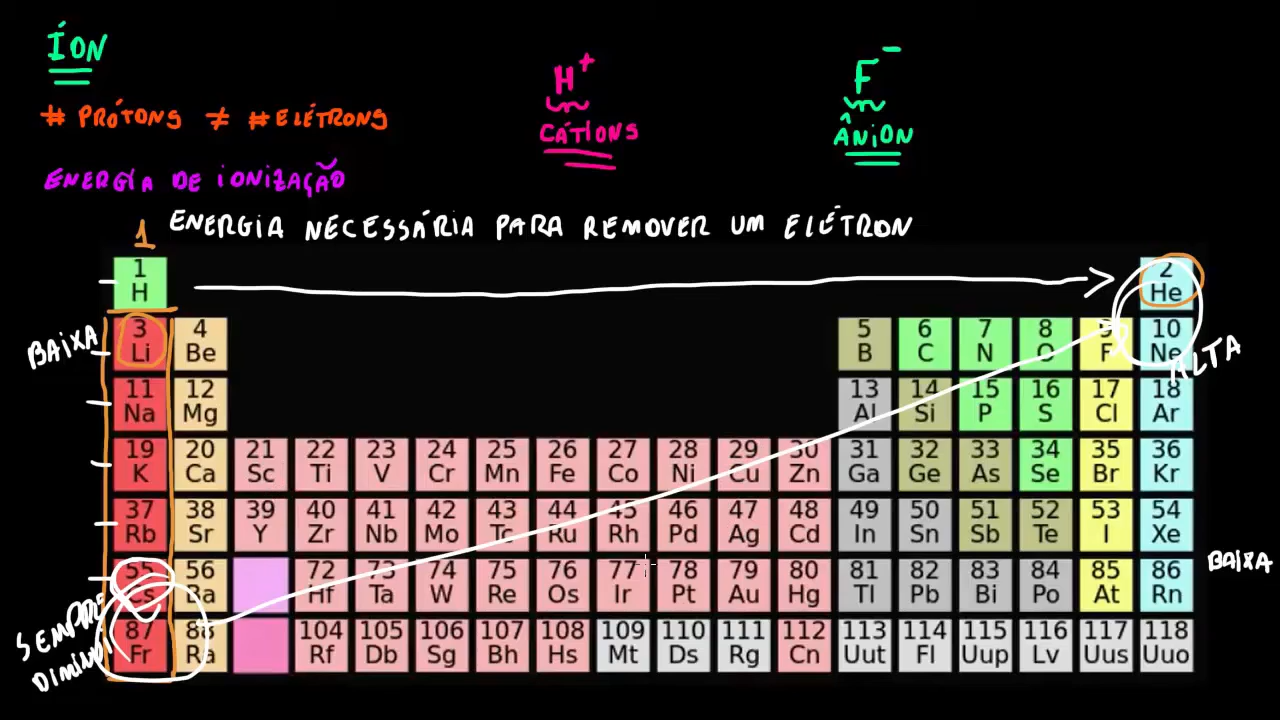 ÍON
# PRÓTONS ≠ # ELÉTRONS
H+
CÁTIONS
F-
ÂNION
ENERGIA DE IONIZAÇÃO
ENERGIA NECESSÁRIA PARA REMOVER UM ELÉTRON
1
1 2
H He
BAIXA
3 4 5 6 7 8 9 10
Li Be B C N O F Ne
ALTA
11 12 13 14 15 16 17 18
Na Mg Al Si P S Cl Ar
19 20 21 22 23 24 25 26 27 28 29 30 31 32 33 34 35 36
K Ca Sc Ti V Cr Mn Fe Co Ni Cu Zn Ga Ge As Se Br Kr
37 38 39 40 41 42 43 44 45 46 47 48 49 50 51 52 53 54
Rb Sr Y Zr Nb Mo Tc Ru Rh Pd Ag Cd In Sn Sb Te I Xe
BAIXA
55 56 72 73 74 75 76 77 78 79 80 81 82 83 84 85 86
Cs Ba Hf Ta W Re Os Ir Pt Au Hg Tl Pb Bi Po At Rn
SEMPRE
87 88 104 105 106 107 108 109 110 111 112 113 114 115 116 117 118
Fr Ra Rf Db Sg Bh Hs Mt Ds Rg Cn Uut Fl Uup Lv Uus Uuo